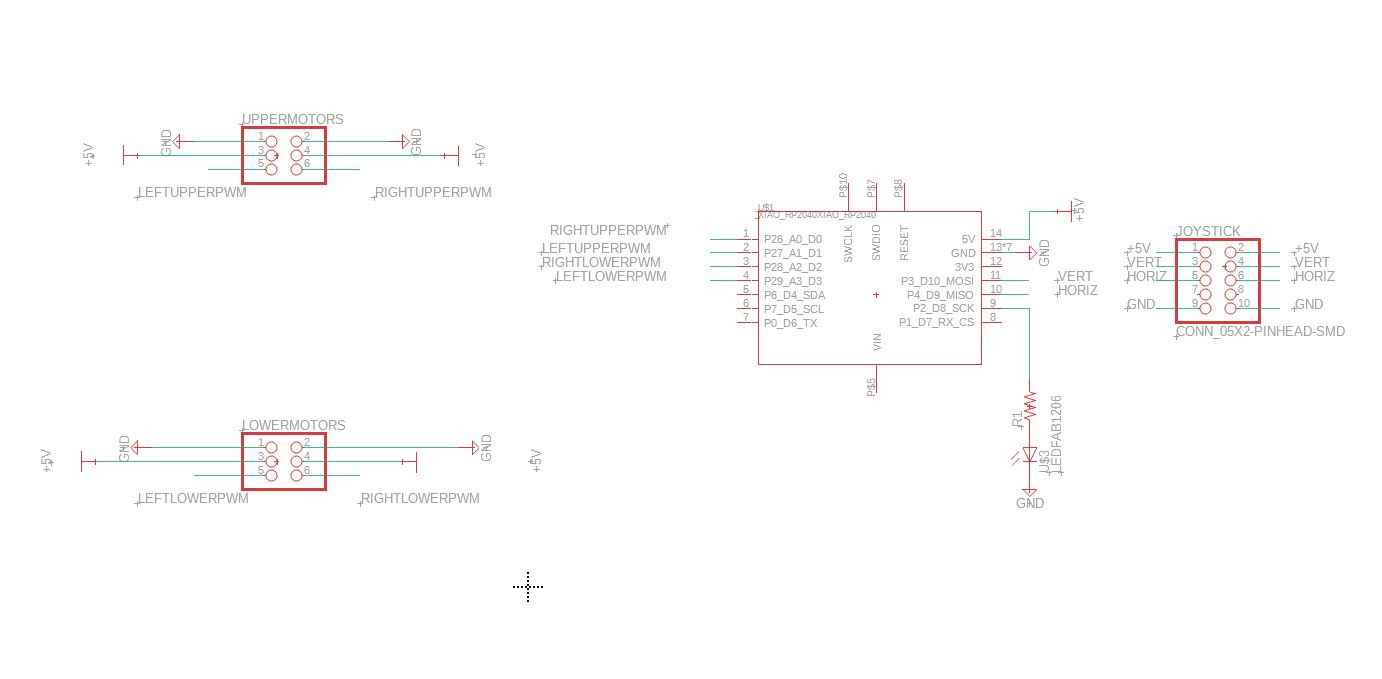 UPPERMOTORS
GND
1
2
GND
+5V
3
4
+5V
5
6
LEFTUPPERPWM
RIGHTUPPERPWM
LOWERMOTORS
GND
1
2
GND
+5V
3
4
+5V
5
6
LEFTLOWERPWM
RIGHTLOWERPWM
P$10
P$7
P$8
U$1
XIAO_RP2040XIAO_RP2040
SWCLK
SWDIO
RESET
+5V
RIGHTUPPERPWM
1
P26_A0_D0
5V
14
LEFTUPPERPWM
2
P27_A1_D1
GND
13*7
GND
RIGHTLOWERPWM
3
P28_A2_D2
3V3
12
LEFTLOWERPWM
4
P29_A3_D3
P3_D10_MOSI
11
VERT
5
P6_D4_SDA
P4_D9_MISO
10
HORIZ
6
P7_D5_SCL
P2_D8_SCK
9
7
P0_D6_TX
P1_D7_RX_CS
8
VIN
P$5
R1
LEDFAB1206
U$3
GND
JOYSTICK
+5V
1
2
+5V
VERT
3
4
VERT
HORIZ
5
6
HORIZ
7
8
GND
9
10
GND
CONN_05X2-PINHEAD-SMD